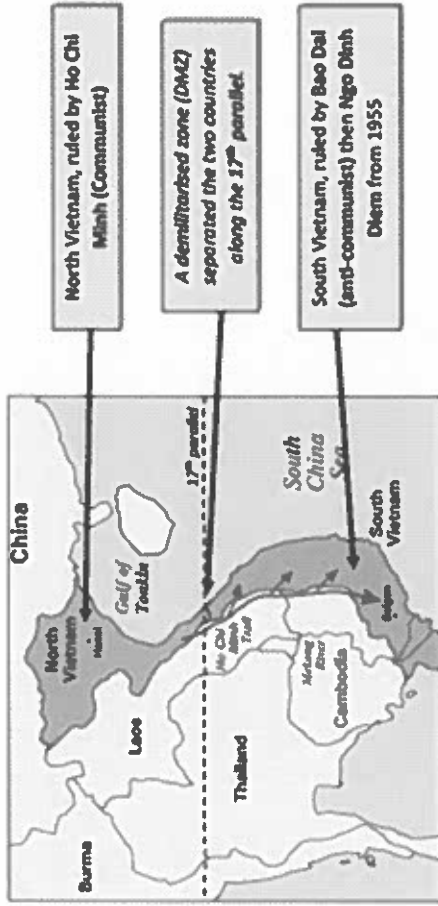 China
Burma
North
Vietnam
Hanoi
Laos
Gulf of
Tonkin
17th parallel
Thailand
Ho Chi
Minh
Trail
South
China
Sea
Mekong
River
Cambodia
Saigon
South
Vietnam
North Vietnam, ruled by Ho Chi
Minh (Communist)
A demilitarised zone (DMZ)
separated the two countries
along the 17th parallel.
South Vietnam, ruled by Bao Dai
(anti-communist) then Ngo Dinh
Diem from 1955